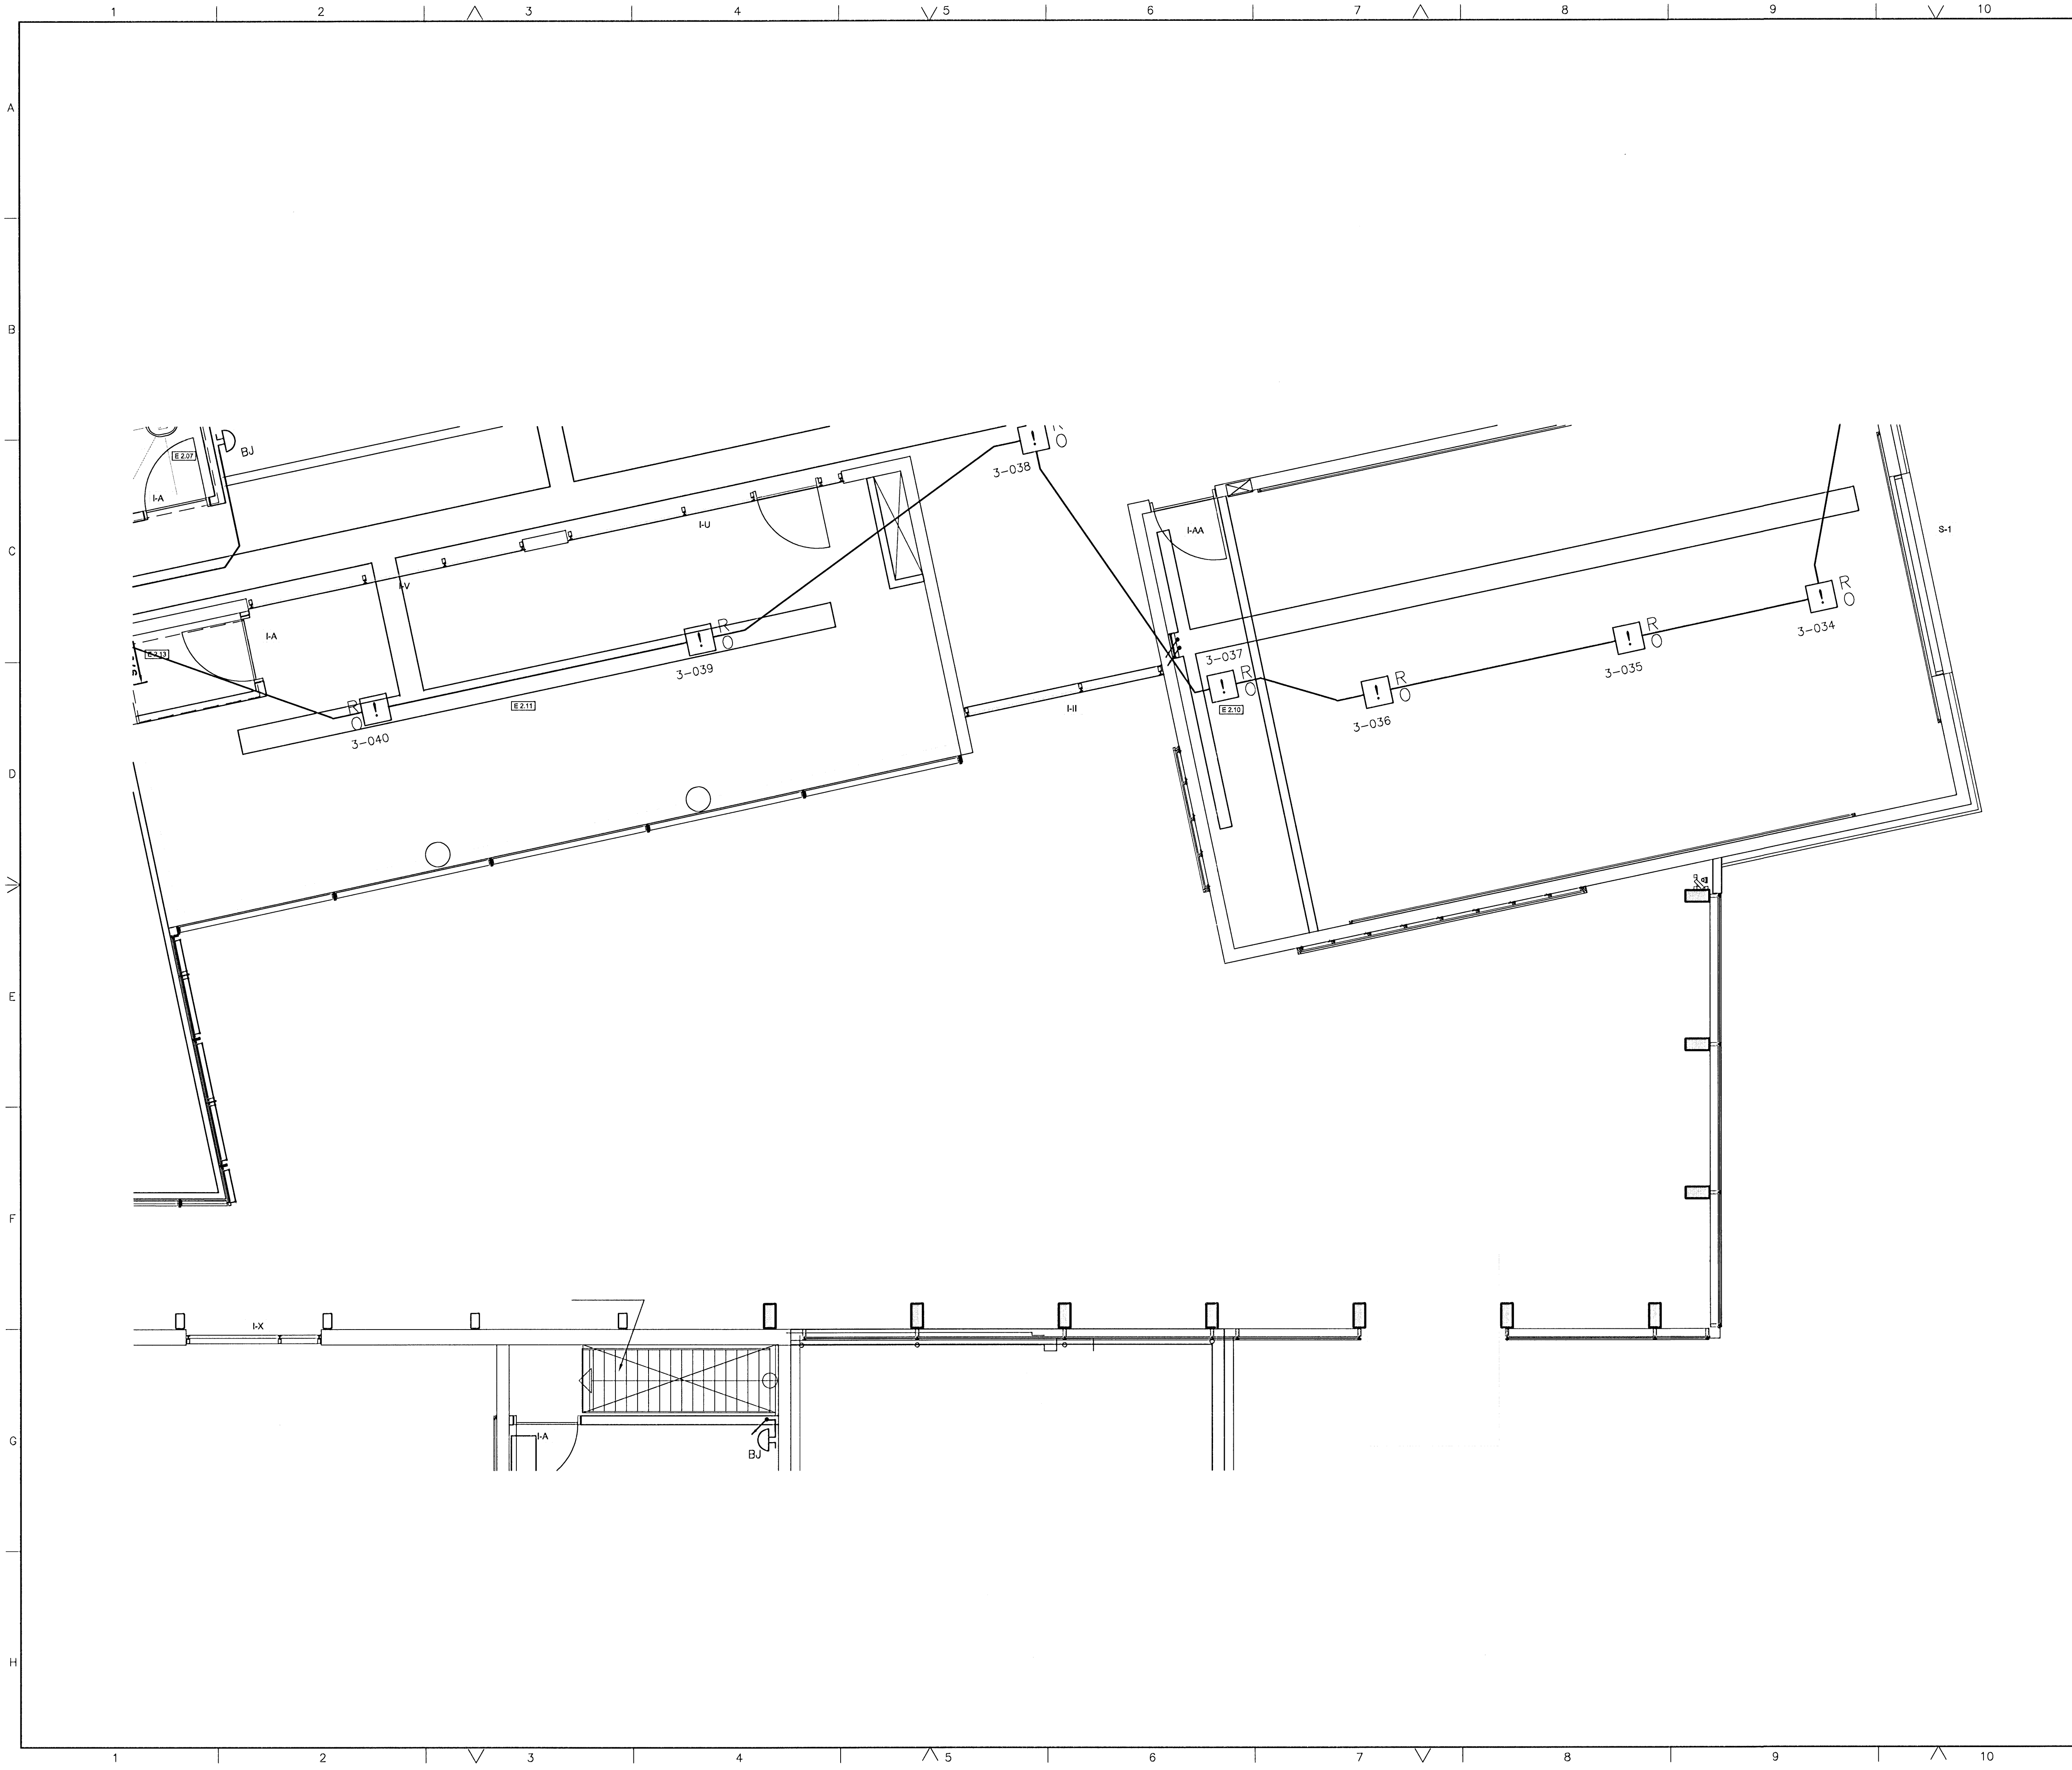 1 2 3 4 5 6 7 8 9 10
A
B
C
D
E
F
G
H
R
O
3-038
E 2.07
BJ
I-A
I-U
I-AA
S-1
I-V
R
O
3-034
I-A
R
O
3-039
R
O
3-035
E 2.13
3-037
R
O
R
O
3-036
R
O
3-040
E 2.11
I-II
E 2.10
I-X
I-A
BJ
1 2 3 4 5 6 7 8 9 10